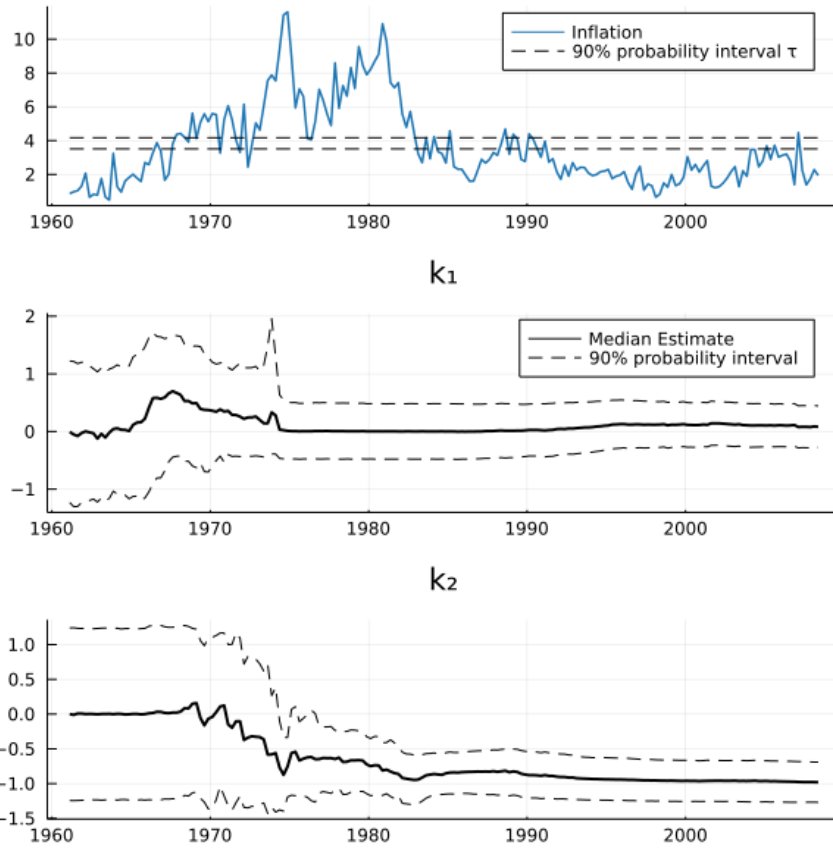 Inflation
90% probability interval τ
10
8
6
4
2
1960 1970 1980 1990 2000
k₁
Median Estimate
90% probability interval
2
1
0
−1
1960 1970 1980 1990 2000
k₂
1.0
0.5
0.0
−0.5
−1.0
−1.5
1960 1970 1980 1990 2000